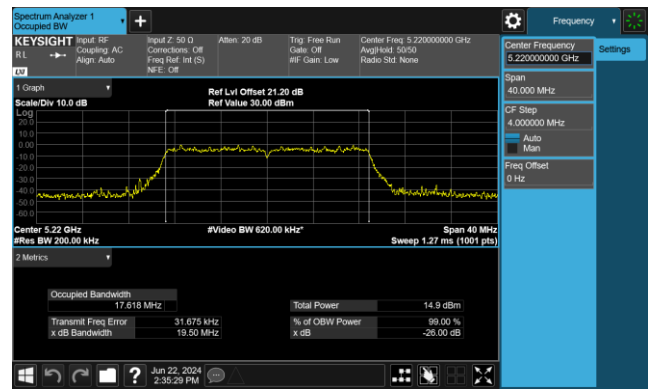 Spectrum Analyzer 1
Occupied BW
KEYSIGHT
R L
LXI
Input: RF
Coupling: AC
Align: Auto
Input Z: 50 Ω
Corrections: Off
Freq Ref: Int (S)
NFE: Off
Atten: 20 dB
Trig: Free Run
Gate: Off
#IF Gain: Low
Center Freq: 5.220000000 GHz
Avg|Hold: 50/50
Radio Std: None
Frequency
Settings
Center Frequency
5.220000000 GHz
Span
40.000 MHz
CF Step
4.000000 MHz
Auto
Man
Freq Offset
0 Hz
1 Graph
Scale/Div 10.0 dB
Ref Lvl Offset 21.20 dB
Ref Value 30.00 dBm
Log
20.0
10.0
0.00
-10.0
-20.0
-30.0
-40.0
-50.0
-60.0
Center 5.22 GHz
#Res BW 200.00 kHz
#Video BW 620.00 kHz*
Span 40 MHz
Sweep 1.27 ms (1001 pts)
2 Metrics
Occupied Bandwidth
17.618 MHz
Total Power 14.9 dBm
Transmit Freq Error 31.675 kHz
% of OBW Power 99.00 %
x dB Bandwidth 19.50 MHz
x dB -26.00 dB
?
Jun 22, 2024
2:35:29 PM